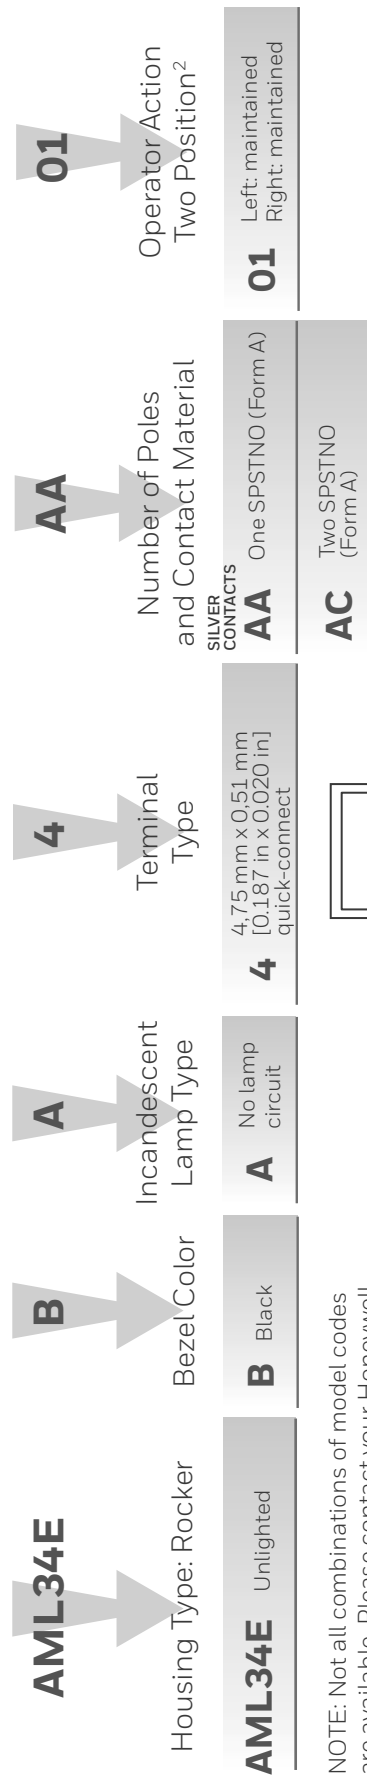 AML34E
B
A
4
AA
01
Housing Type: Rocker
AML34E Unlighted
Bezel Color
B Black
Incandescent
Lamp Type
A No lamp
circuit
Terminal
Type
4 4,75 mm x 0,51 mm
[0.187 in x 0.020 in]
quick-connect
Number of Poles
and Contact Material
SILVER
CONTACTS
AA One SPSTNO (Form A)
AC Two SPSTNO
(Form A)
Operator Action
Two Position²
01 Left: maintained
Right: maintained
NOTE: Not all combinations of model codes
are available. Please contact your Honeywell